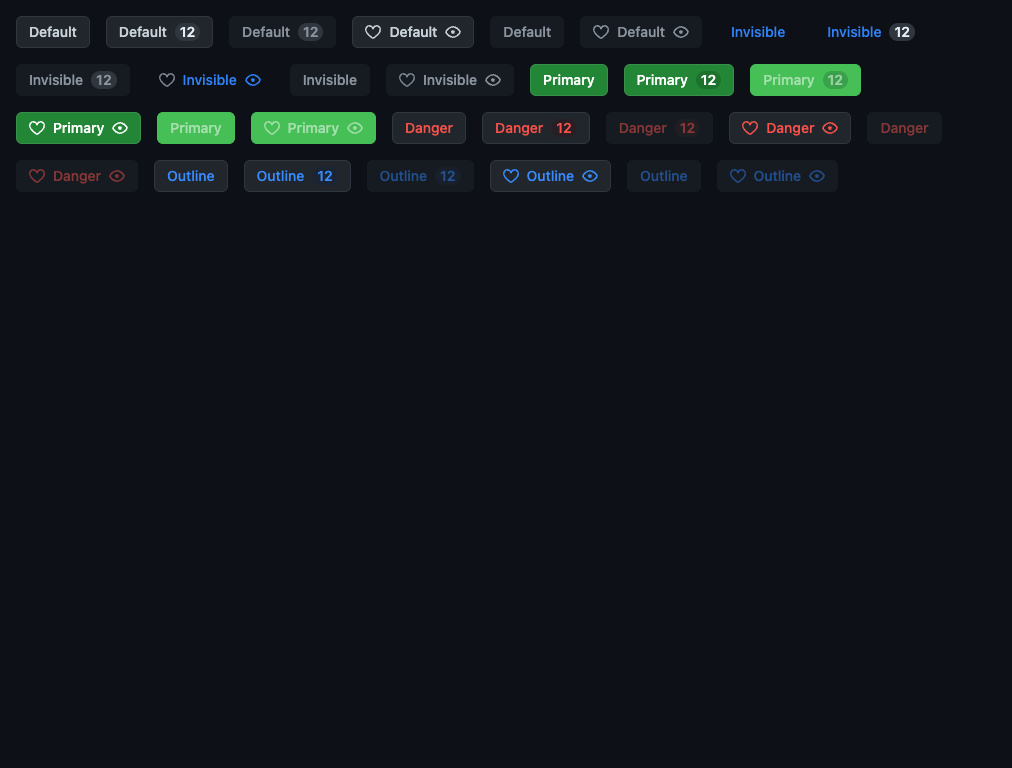 Default Default 12 Default 12 Default Default Default Invisible Invisible 12
Invisible 12 Invisible Invisible Invisible Primary Primary 12 Primary 12
Primary Primary Primary Danger Danger 12 Danger 12 Danger Danger
Danger Outline Outline 12 Outline 12 Outline Outline Outline